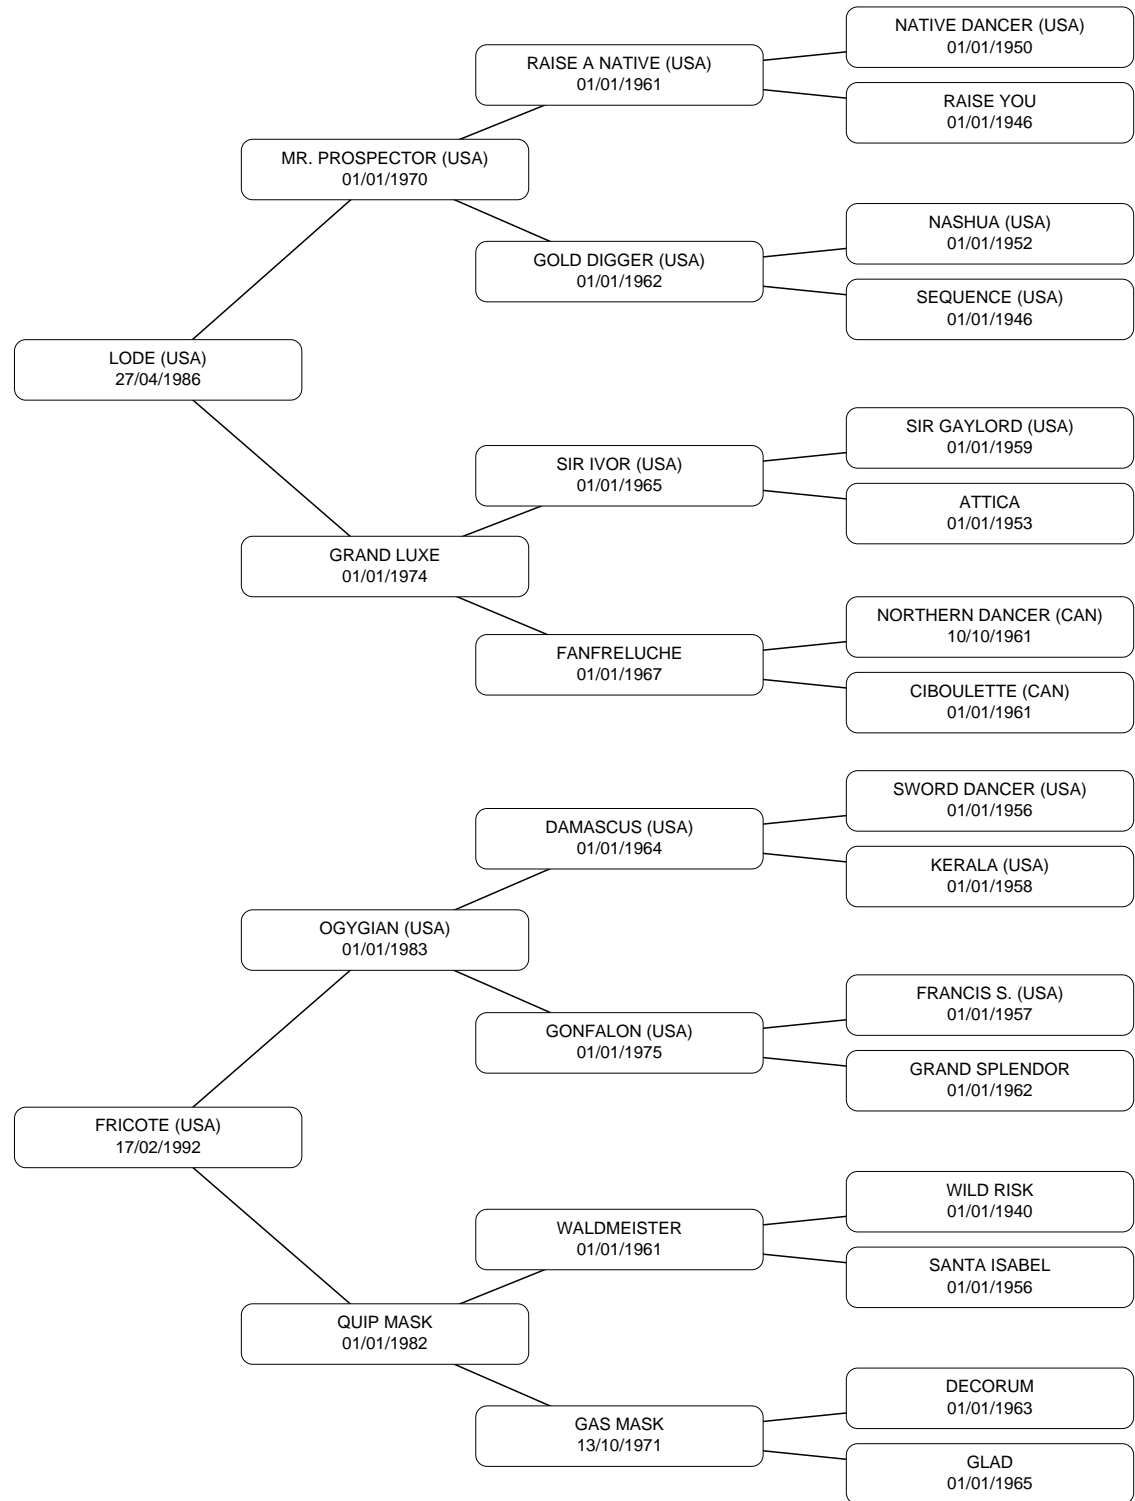 NATIVE DANCER (USA)
01/01/1950
RAISE A NATIVE (USA)
01/01/1961
RAISE YOU
01/01/1946
MR. PROSPECTOR (USA)
01/01/1970
NASHUA (USA)
01/01/1952
GOLD DIGGER (USA)
01/01/1962
SEQUENCE (USA)
01/01/1946
LODE (USA)
27/04/1986
SIR GAYLORD (USA)
01/01/1959
SIR IVOR (USA)
01/01/1965
ATTICA
01/01/1953
GRAND LUXE
01/01/1974
NORTHERN DANCER (CAN)
10/10/1961
FANFRELUCHE
01/01/1967
CIBOULETTE (CAN)
01/01/1961
SWORD DANCER (USA)
01/01/1956
DAMASCUS (USA)
01/01/1964
KERALA (USA)
01/01/1958
OGYGIAN (USA)
01/01/1983
FRANCIS S. (USA)
01/01/1957
GONFALON (USA)
01/01/1975
GRAND SPLENDOR
01/01/1962
FRICOTE (USA)
17/02/1992
WILD RISK
01/01/1940
WALDMEISTER
01/01/1961
SANTA ISABEL
01/01/1956
QUIP MASK
01/01/1982
DECORUM
01/01/1963
GAS MASK
13/10/1971
GLAD
01/01/1965